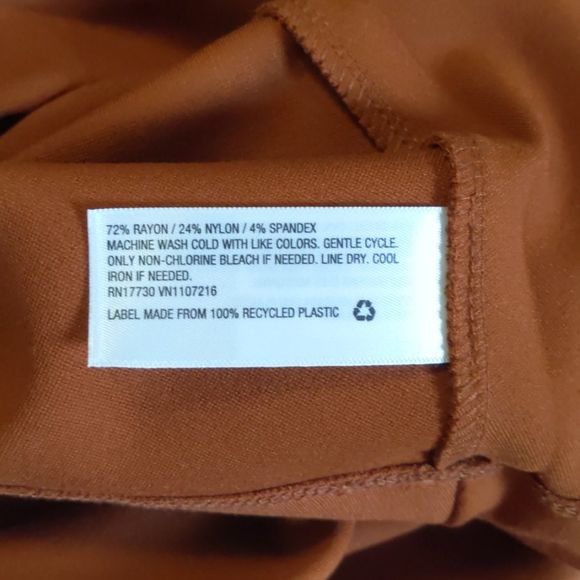 72% RAYON / 24% NYLON / 4% SPANDEX
MACHINE WASH COLD WITH LIKE COLORS. GENTLE CYCLE.
ONLY NON-CHLORINE BLEACH IF NEEDED. LINE DRY. COOL
IRON IF NEEDED.
RN17730 VN1107216
LABEL MADE FROM 100% RECYCLED PLASTIC